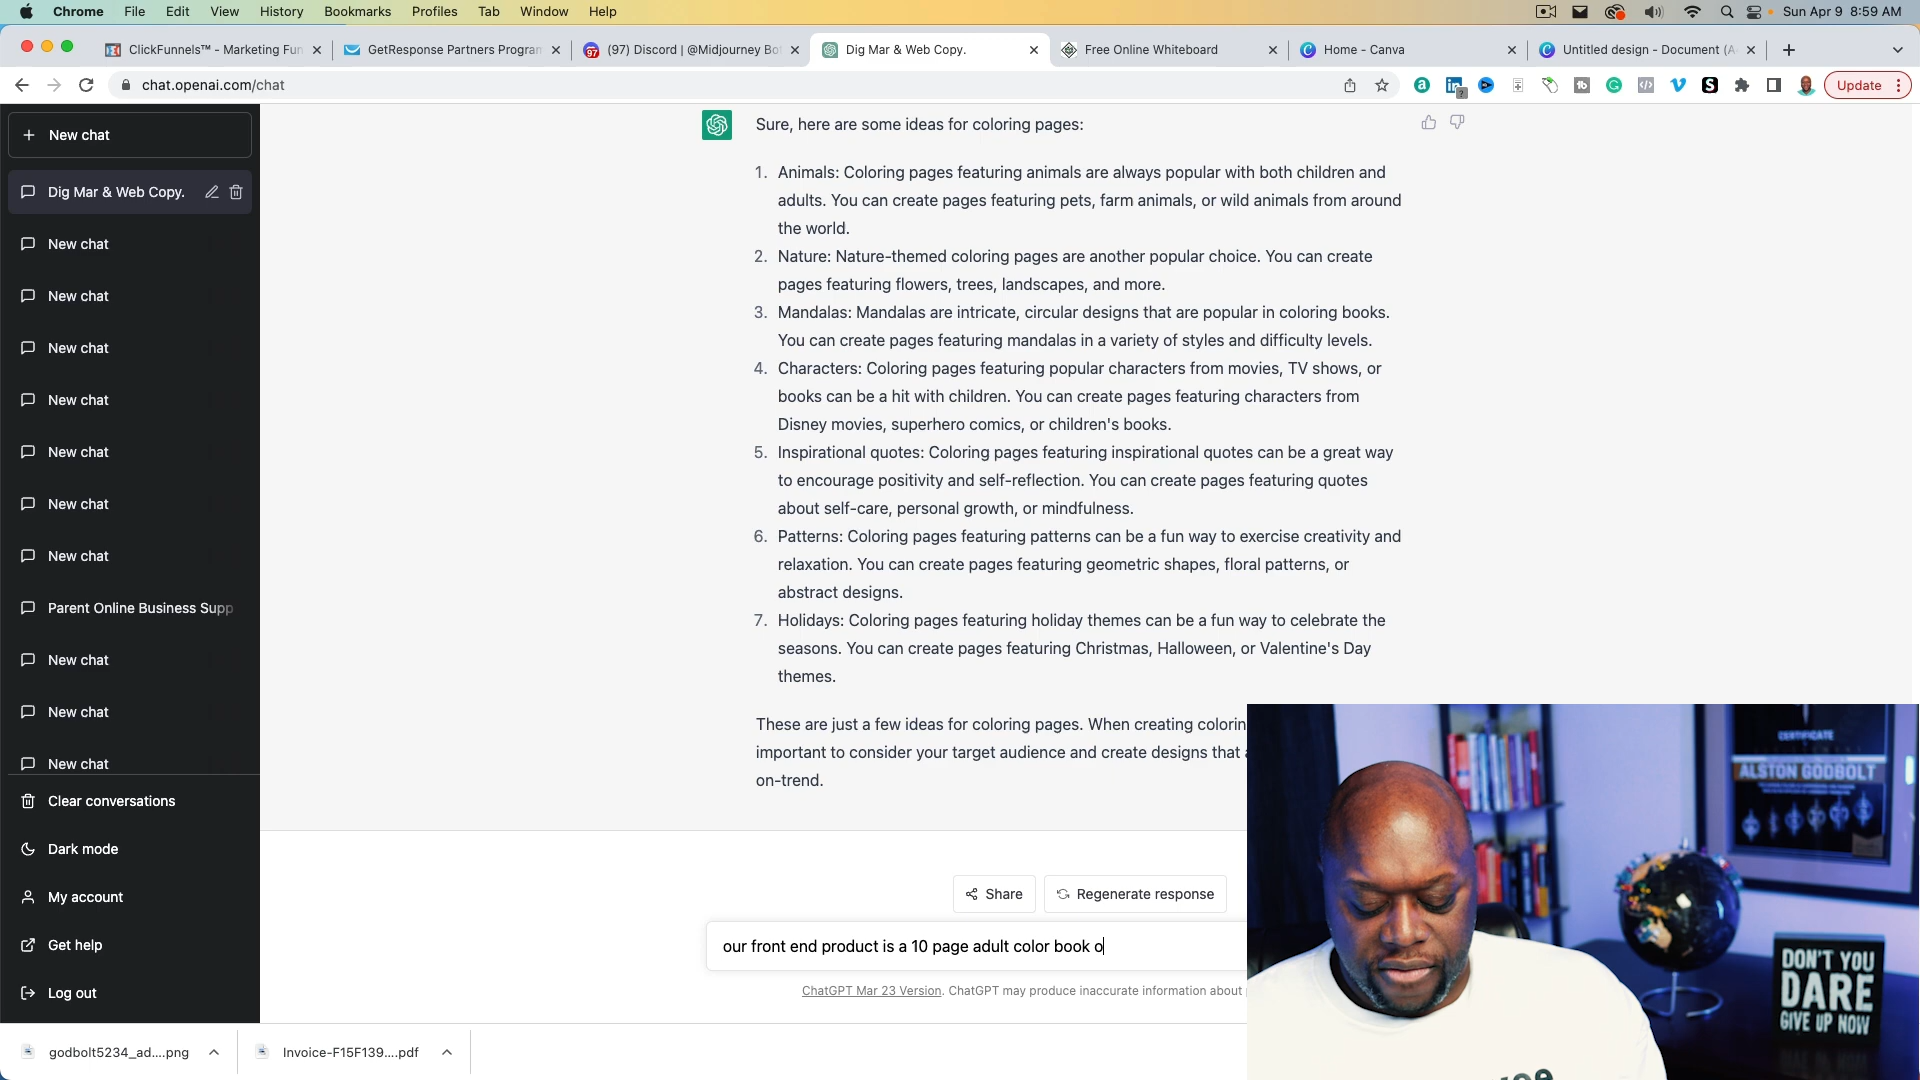 Chrome File Edit View History Bookmarks Profiles Tab Window Help
Sun Apr 9 8:59 AM
ClickFunnels™ - Marketing Fun
GetResponse Partners Program
(97) Discord | @Midjourney Bot
Dig Mar & Web Copy.
Free Online Whiteboard
Home - Canva
Untitled design - Document (A
chat.openai.com/chat
Update
New chat
Dig Mar & Web Copy.
New chat
New chat
New chat
New chat
New chat
New chat
New chat
Parent Online Business Supp
New chat
New chat
New chat
Clear conversations
Dark mode
My account
Get help
Log out
Sure, here are some ideas for coloring pages:
1. Animals: Coloring pages featuring animals are always popular with both children and
adults. You can create pages featuring pets, farm animals, or wild animals from around
the world.
2. Nature: Nature-themed coloring pages are another popular choice. You can create
pages featuring flowers, trees, landscapes, and more.
3. Mandalas: Mandalas are intricate, circular designs that are popular in coloring books.
You can create pages featuring mandalas in a variety of styles and difficulty levels.
4. Characters: Coloring pages featuring popular characters from movies, TV shows, or
books can be a hit with children. You can create pages featuring characters from
Disney movies, superhero comics, or children's books.
5. Inspirational quotes: Coloring pages featuring inspirational quotes can be a great way
to encourage positivity and self-reflection. You can create pages featuring quotes
about self-care, personal growth, or mindfulness.
6. Patterns: Coloring pages featuring patterns can be a fun way to exercise creativity and
relaxation. You can create pages featuring geometric shapes, floral patterns, or
abstract designs.
7. Holidays: Coloring pages featuring holiday themes can be a fun way to celebrate the
seasons. You can create pages featuring Christmas, Halloween, or Valentine's Day
themes.
These are just a few ideas for coloring pages. When creating colorin
important to consider your target audience and create designs that a
on-trend.
Share
Regenerate response
our front end product is a 10 page adult color book o
ChatGPT Mar 23 Version. ChatGPT may produce inaccurate information about
godbolt5234_ad....png
Invoice-F15F139....pdf
CERTIFICATE
ALSTON GODBOLT
DON'T YOU
DARE
GIVE UP NOW